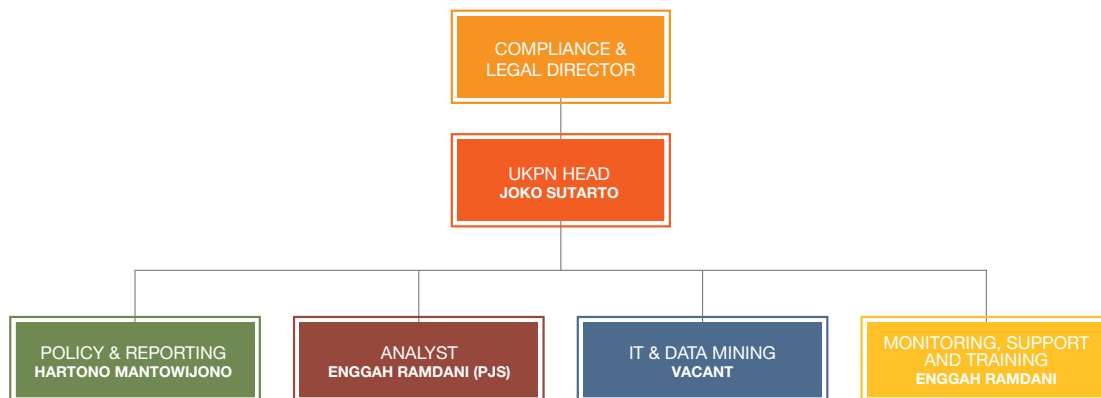 COMPLIANCE &
LEGAL DIRECTOR
UKPN HEAD
JOKO SUTARTO
POLICY & REPORTING
HARTONO MANTOWIJONO
ANALYST
ENGGAH RAMDANI (PJS)
IT & DATA MINING
VACANT
MONITORING, SUPPORT
AND TRAINING
ENGGAH RAMDANI